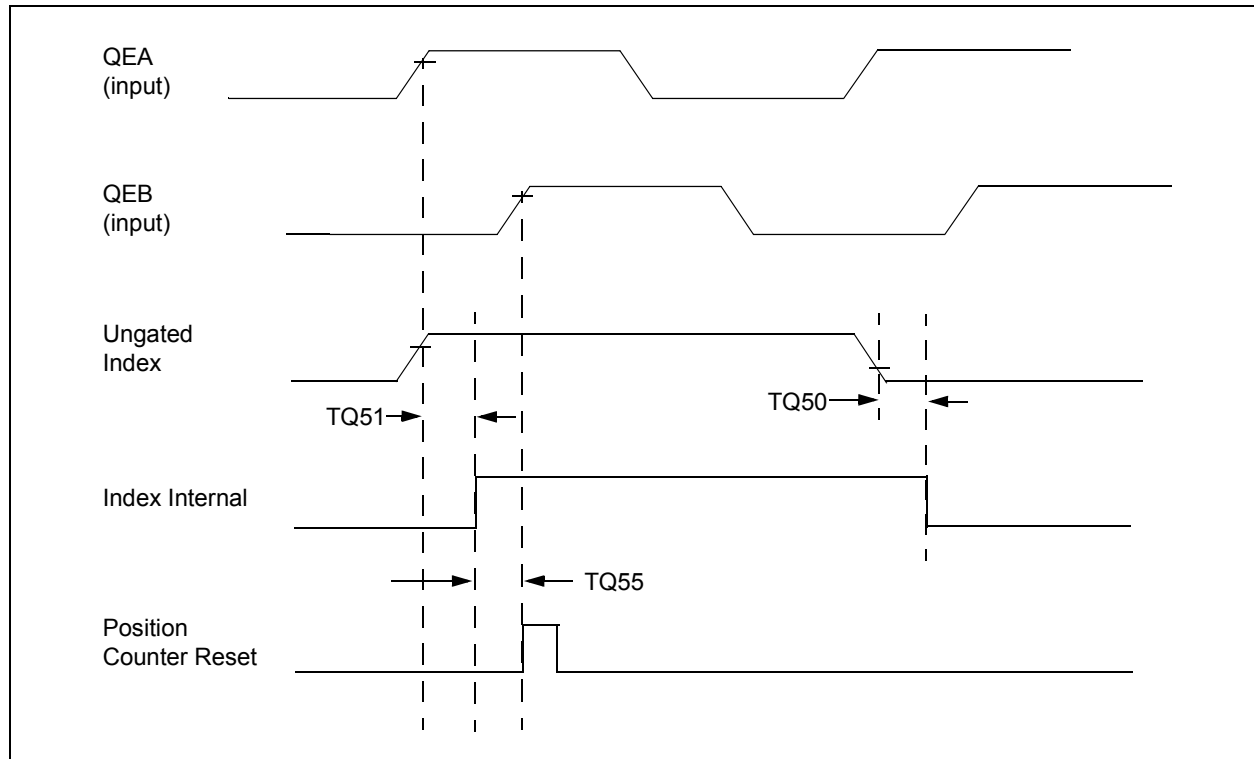 QEA
(input)
QEB
(input)
Ungated
Index
TQ51
TQ50
Index Internal
TQ55
Position
Counter Reset